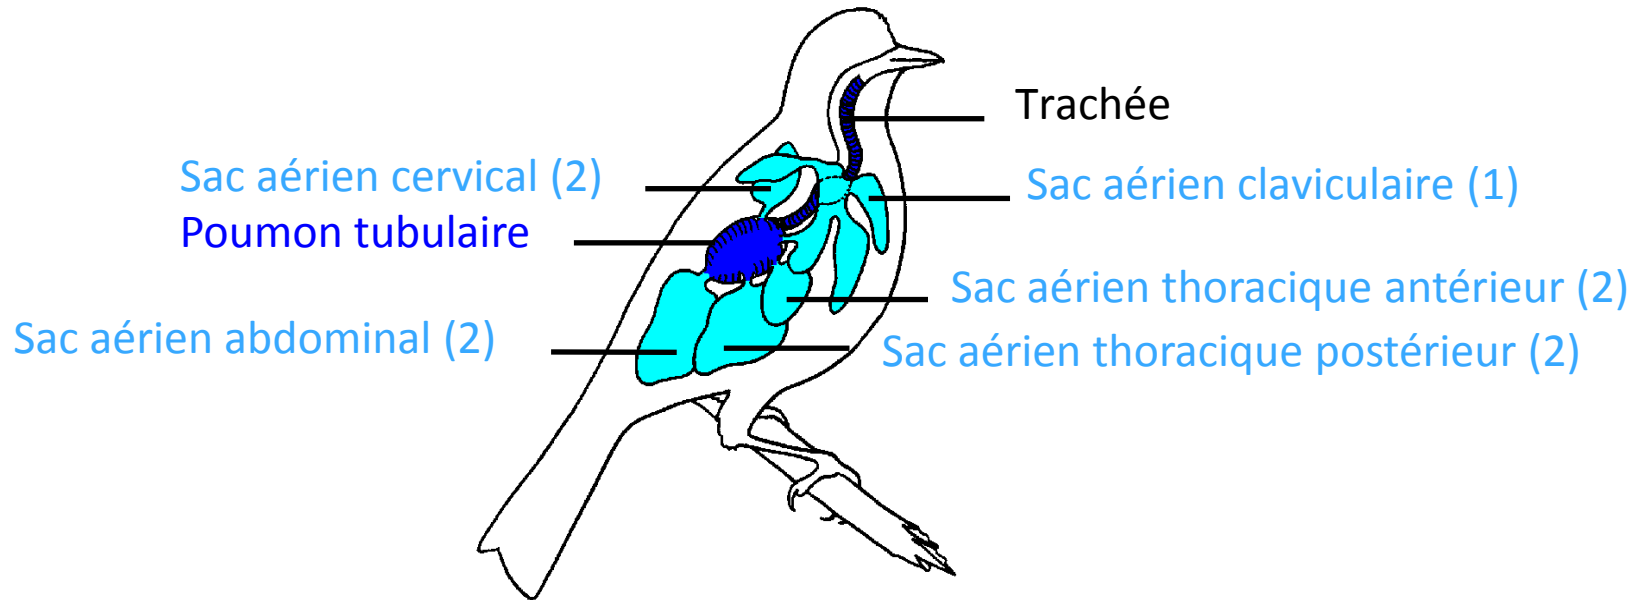 Trachée
Sac aérien cervical (2)
Sac aérien claviculaire (1)
Poumon tubulaire
Sac aérien thoracique antérieur (2)
Sac aérien abdominal (2)
Sac aérien thoracique postérieur (2)